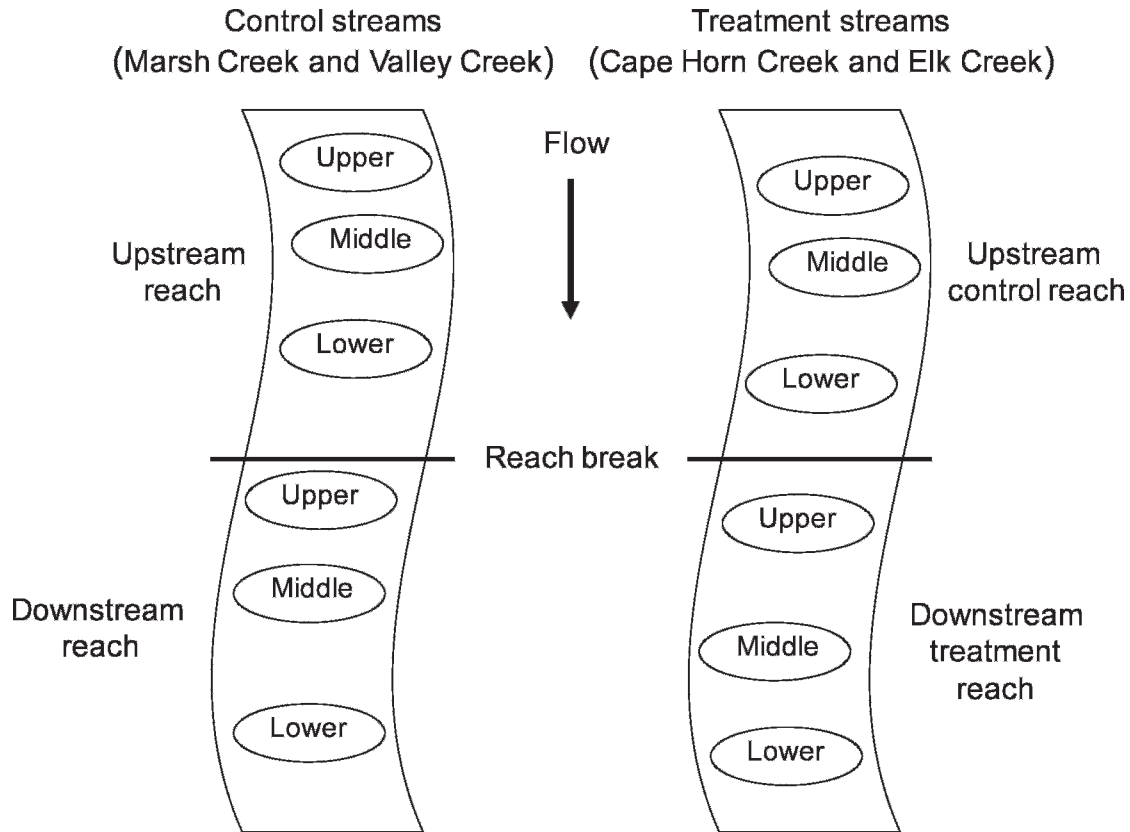 Control streams
(Marsh Creek and Valley Creek)
Treatment streams
(Cape Horn Creek and Elk Creek)
Flow
Upper
Middle
Lower
Upstream
reach
Upper
Middle
Lower
Upstream
control reach
Reach break
Upper
Middle
Lower
Downstream
reach
Upper
Middle
Lower
Downstream
treatment
reach